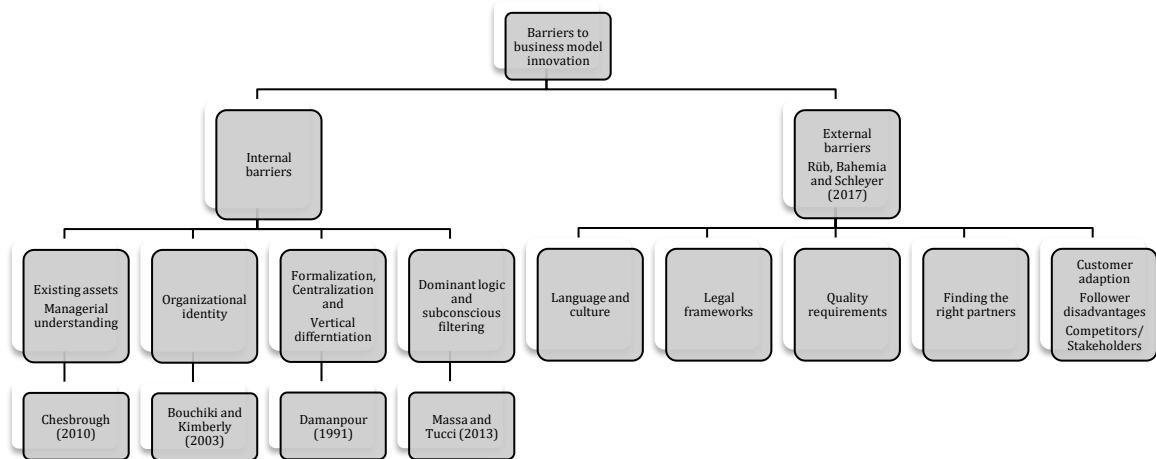 Barriers to
business model
innovation
Internal
barriers
External
barriers
Rüb, Bahemia
and Schleyer
(2017)
Existing assets
Managerial
understanding
Organizational
identity
Formalization,
Centralization
and
Vertical
differntiation
Dominant logic
and
subconscious
filtering
Language and
culture
Legal
frameworks
Quality
requirements
Finding the
right partners
Customer
adaption
Follower
disadvantages
Competitors/
Stakeholders
Chesbrough
(2010)
Bouchiki and
Kimberly
(2003)
Damanpour
(1991)
Massa and
Tucci (2013)